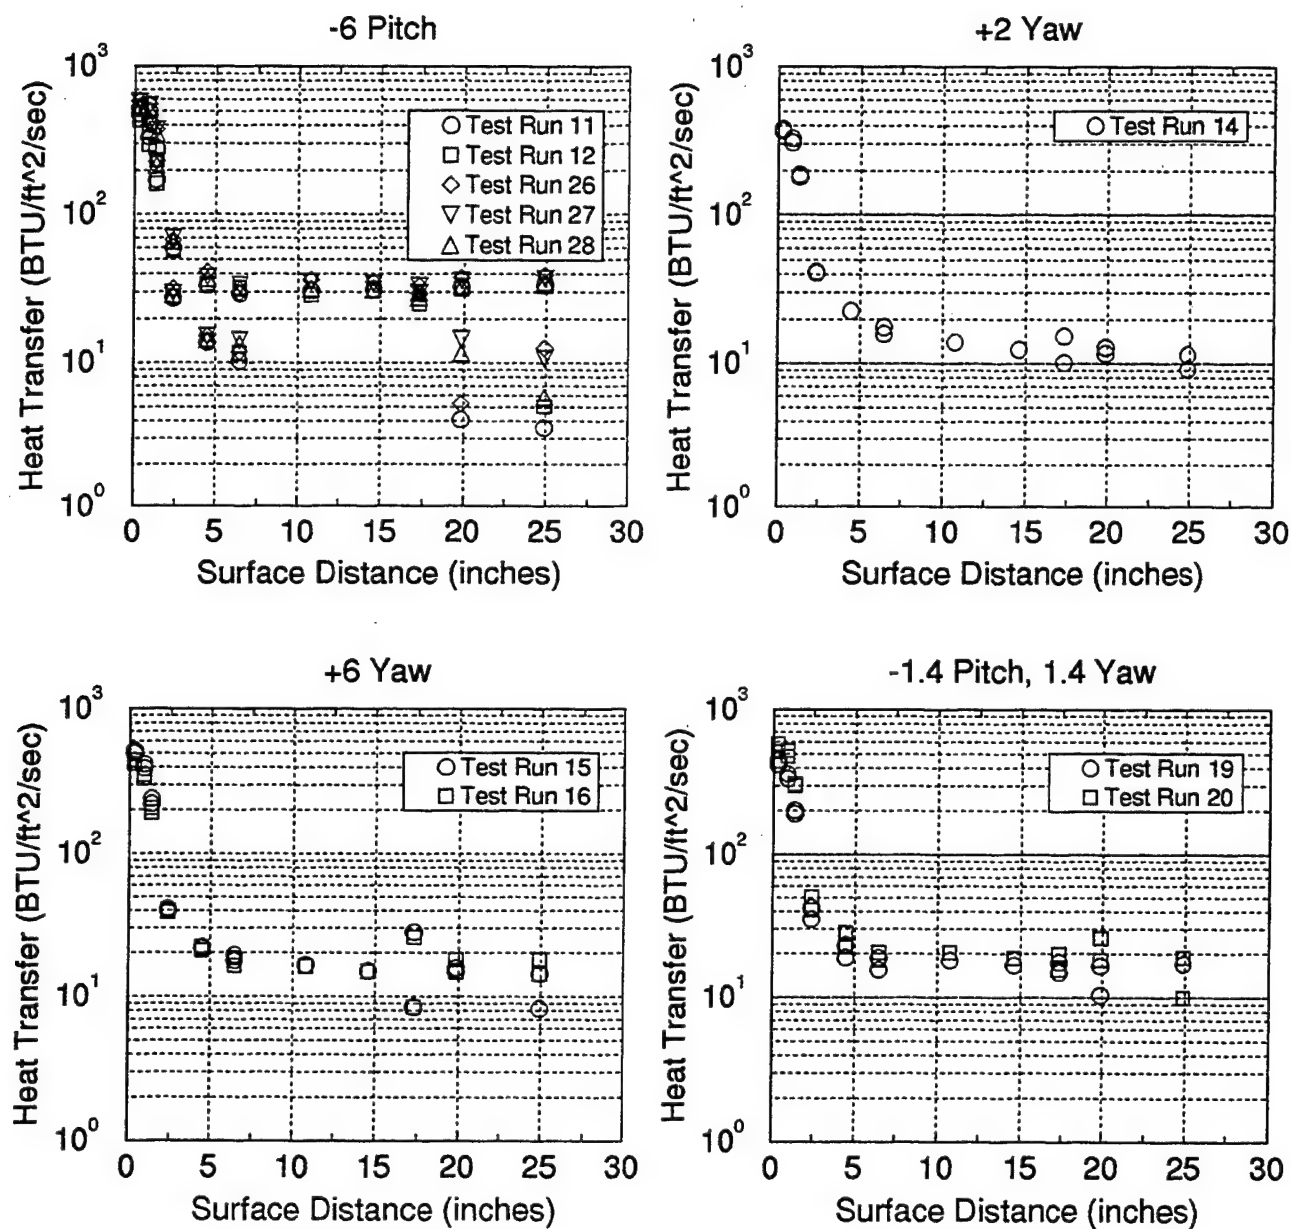 -6 Pitch
10^3
10^2
10^1
10^0
Heat Transfer (BTU/ft^2/sec)
Test Run 11
Test Run 12
Test Run 26
Test Run 27
Test Run 28
0 5 10 15 20 25 30
Surface Distance (inches)
+2 Yaw
10^3
10^2
10^1
10^0
Heat Transfer (BTU/ft^2/sec)
Test Run 14
0 5 10 15 20 25 30
Surface Distance (inches)
+6 Yaw
10^3
10^2
10^1
10^0
Heat Transfer (BTU/ft^2/sec)
Test Run 15
Test Run 16
0 5 10 15 20 25 30
Surface Distance (inches)
-1.4 Pitch, 1.4 Yaw
10^3
10^2
10^1
10^0
Heat Transfer (BTU/ft^2/sec)
Test Run 19
Test Run 20
0 5 10 15 20 25 30
Surface Distance (inches)